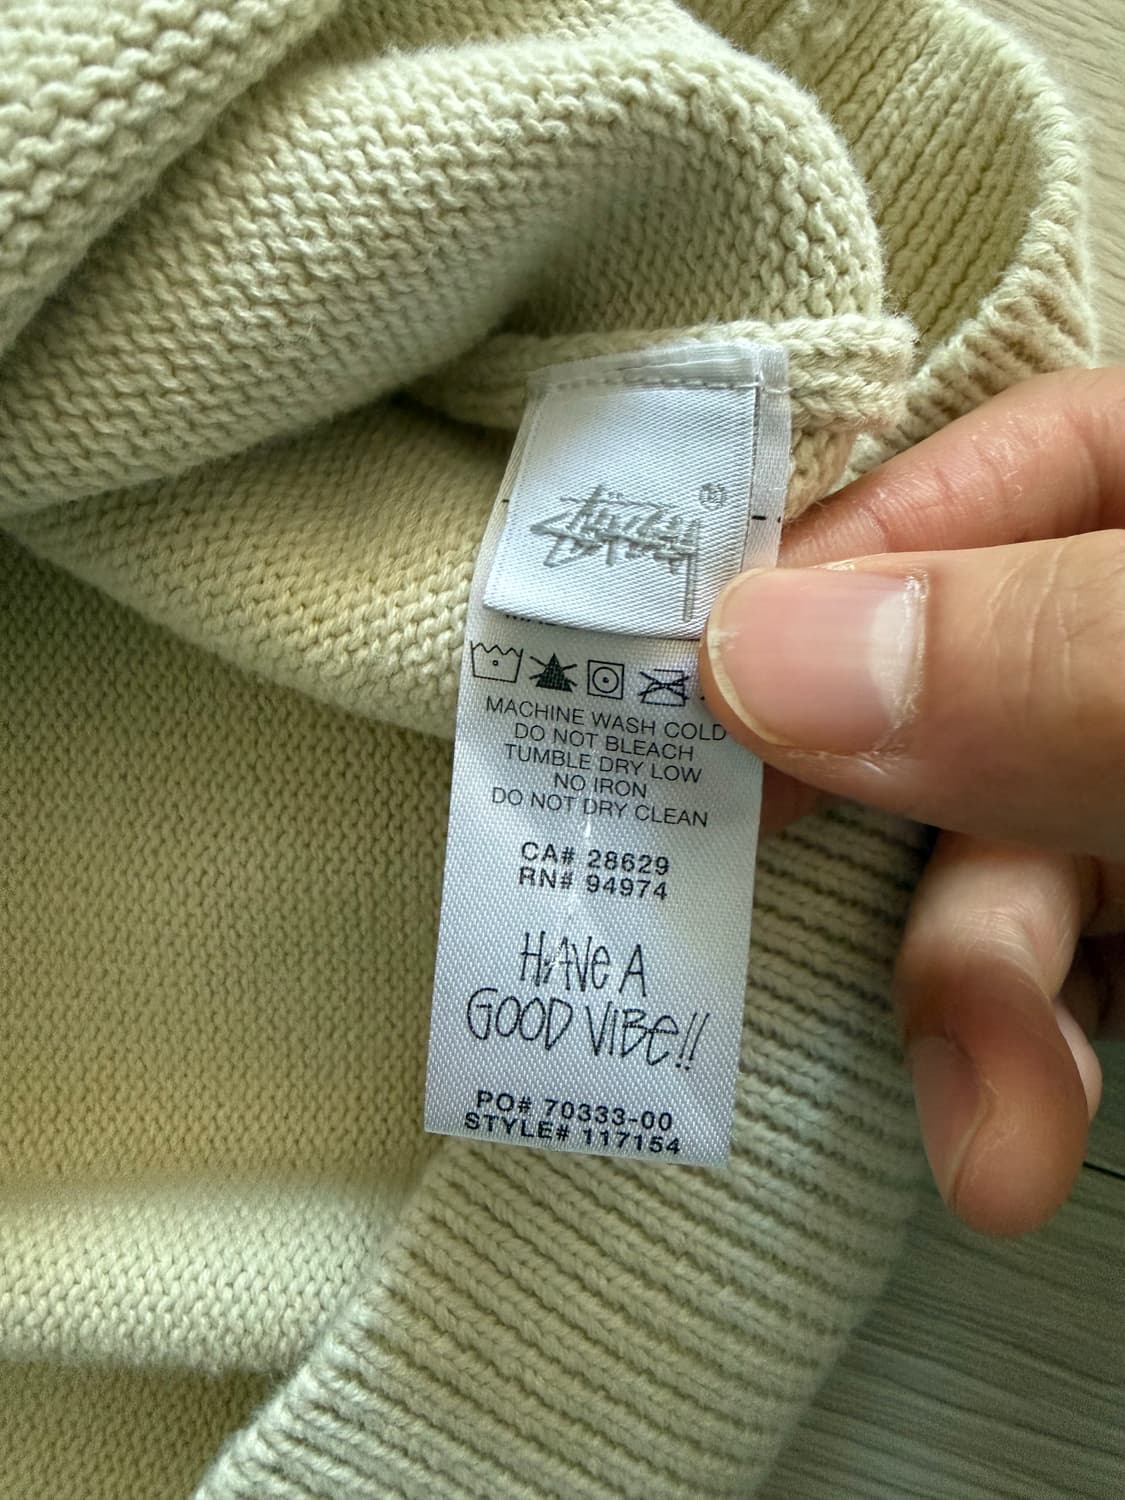 Stüssy
®
MACHINE WASH COLD
DO NOT BLEACH
TUMBLE DRY LOW
NO IRON
DO NOT DRY CLEAN
CA# 28629
RN# 94974
HAVE A
GOOD VIBE!!
PO# 70333-00
STYLE# 117154